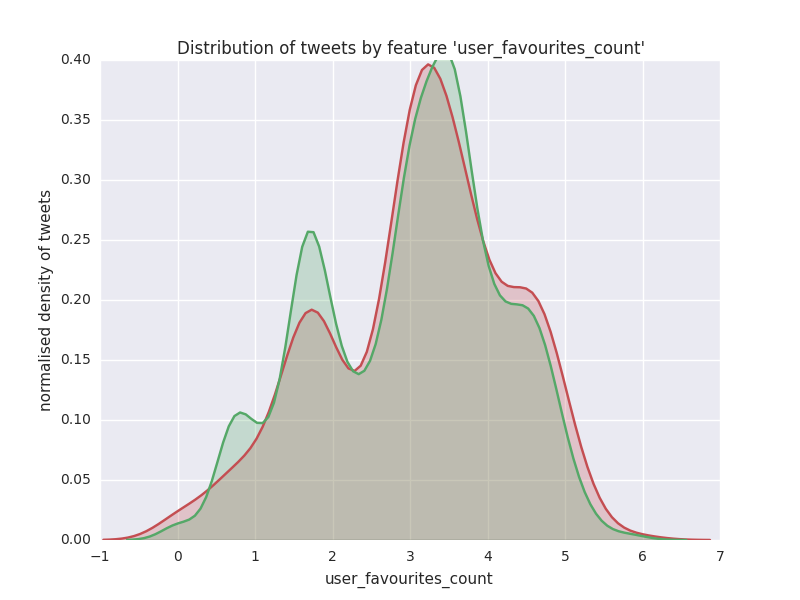 Distribution of tweets by feature 'user_favourites_count'
0.40
0.35
0.30
0.25
0.20
0.15
0.10
0.05
0.00
normalised density of tweets
−1 0 1 2 3 4 5 6 7
user_favourites_count